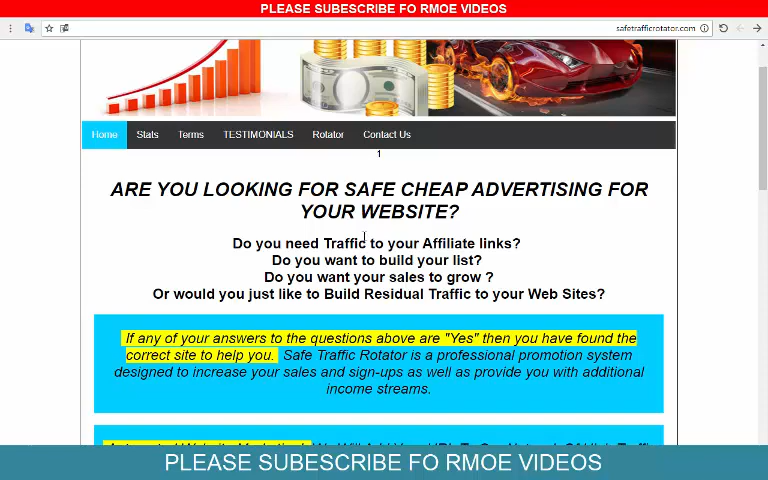 PLEASE SUBESCRIBE FO RMOE VIDEOS
safetrafficrotator.com
Home Stats Terms TESTIMONIALS Rotator Contact Us
1
ARE YOU LOOKING FOR SAFE CHEAP ADVERTISING FOR
YOUR WEBSITE?
Do you need Traffic to your Affiliate links?
Do you want to build your list?
Do you want your sales to grow ?
Or would you just like to Build Residual Traffic to your Web Sites?
If any of your answers to the questions above are "Yes" then you have found the
correct site to help you. Safe Traffic Rotator is a professional promotion system
designed to increase your sales and sign-ups as well as provide you with additional
income streams.
PLEASE SUBESCRIBE FO RMOE VIDEOS